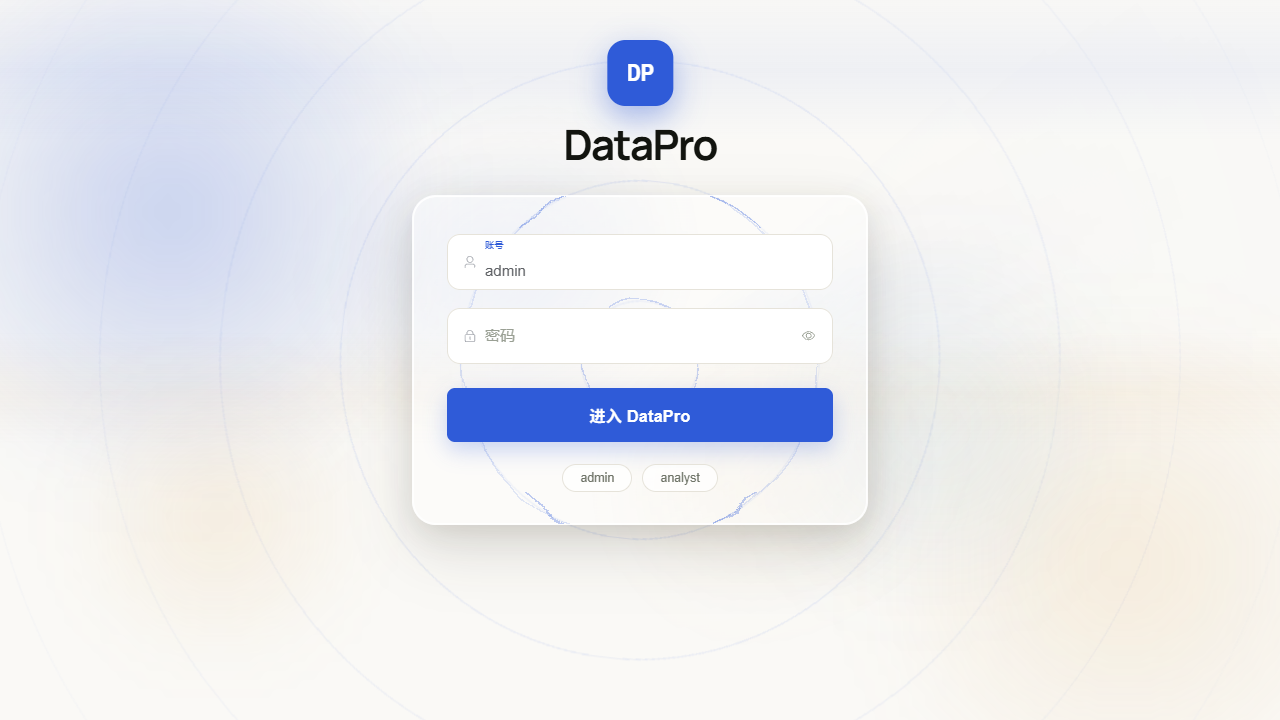 DP
DataPro
账号
admin
密码
进入 DataPro
admin
analyst